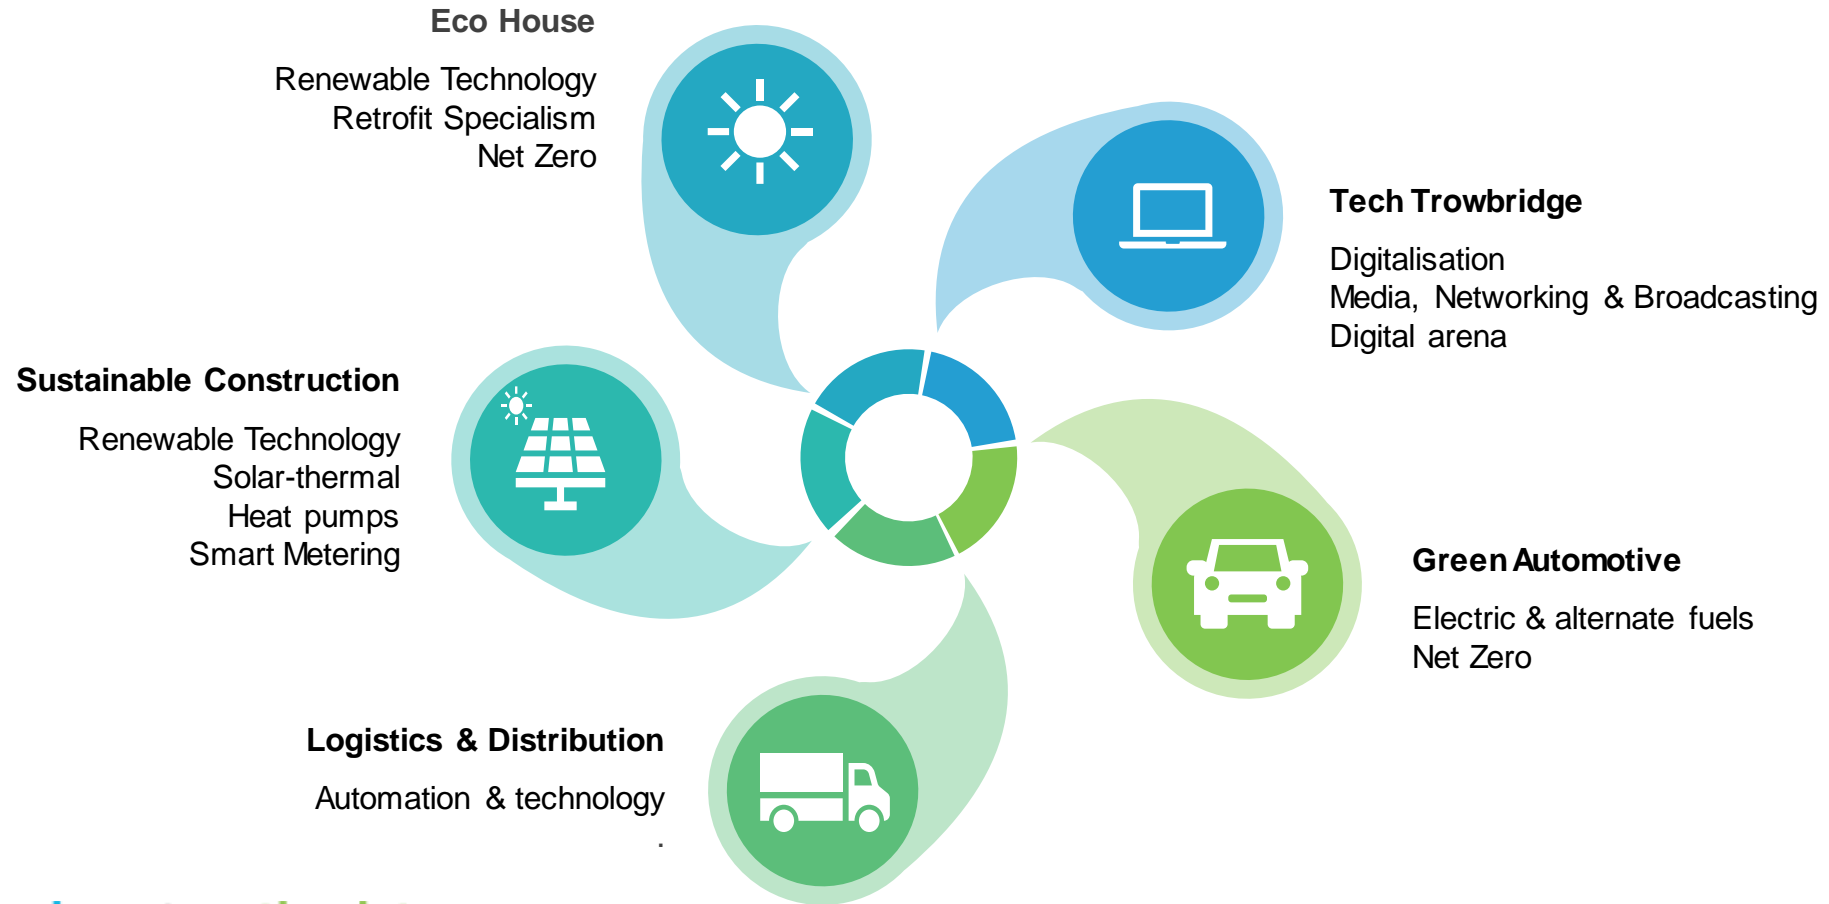 Eco House
Renewable Technology
Retrofit Specialism
Net Zero
Tech Trowbridge
Digitalisation
Media, Networking & Broadcasting
Digital arena
Sustainable Construction
Renewable Technology
Solar-thermal
Heat pumps
Smart Metering
Green Automotive
Electric & alternate fuels
Net Zero
Logistics & Distribution
Automation & technology
.